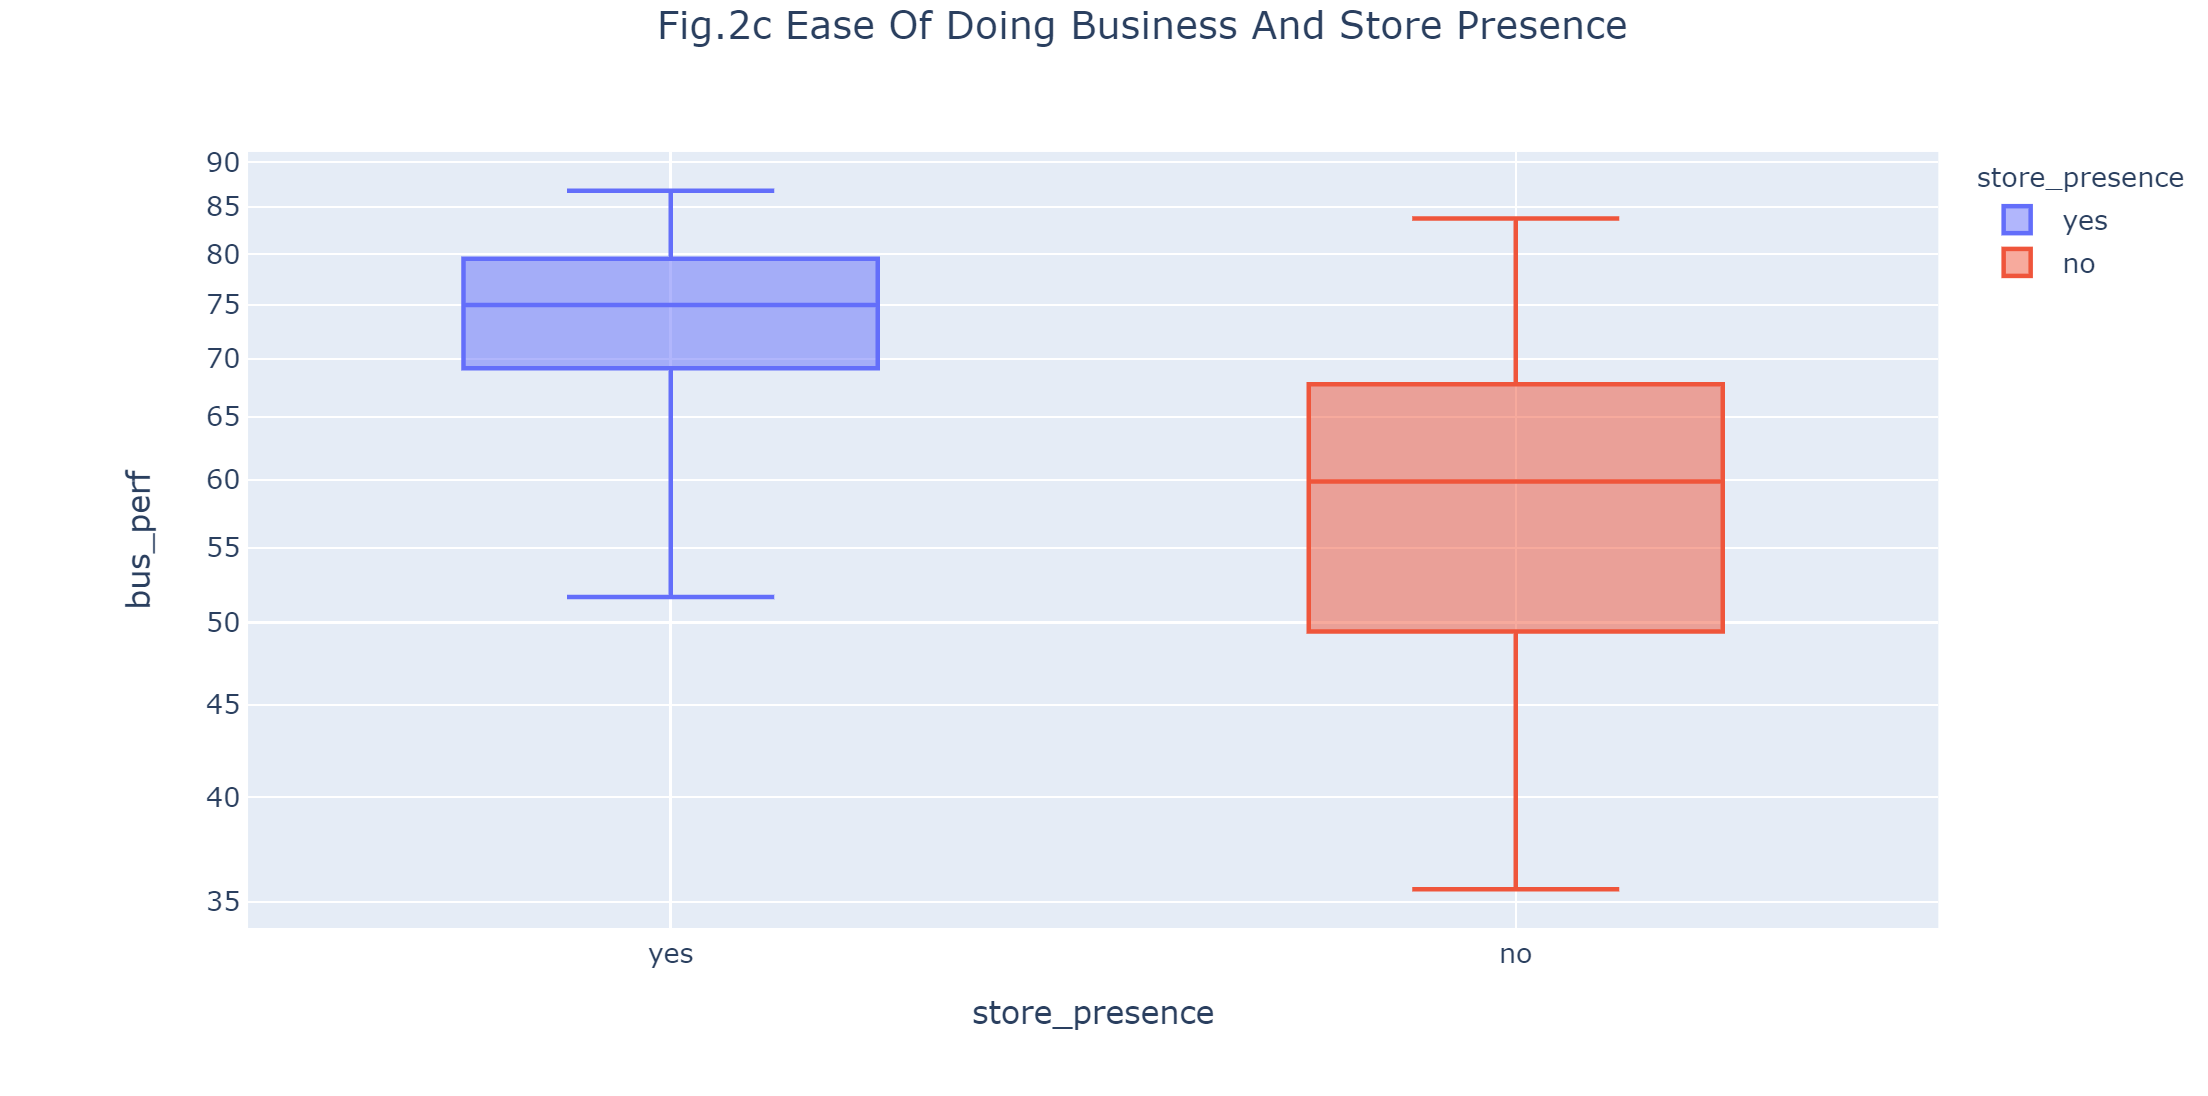 Fig.2c Ease Of Doing Business And Store Presence
90
85
80
75
70
65
60
55
50
45
40
35
bus_perf
yes
no
store_presence
store_presence
yes
no